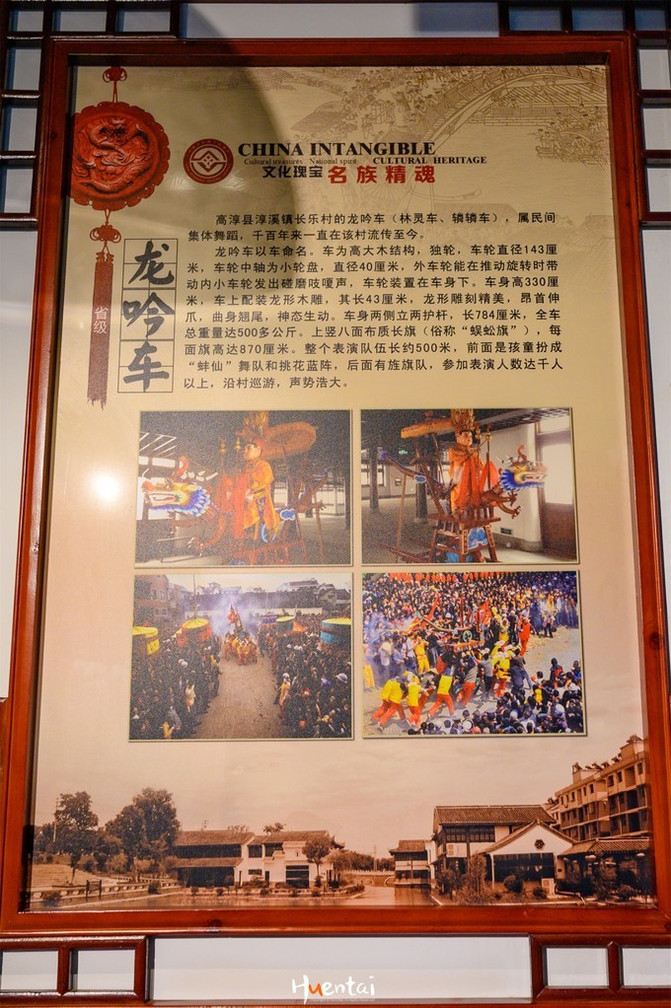 CHINA INTANGIBLE
Cultural treasures National spirit CULTURAL HERITAGE
文化瑰宝 名族精魂
省级
龙吟车
高淳县淳溪镇长乐村的龙吟车（林灵车、辚辚车），属民间
集体舞蹈，千百年来一直在该村流传至今。
龙吟车以车命名。车为高大木结构，独轮，车轮直径143厘
米，车轮中轴为小轮盘，直径40厘米，外车轮能在推动旋转时带
动内小车轮发出碰磨吱嗄声，车轮装置在车身下。车身高330厘
米，车上配装龙形木雕，其长43厘米，龙形雕刻精美，昂首伸
爪，曲身翘尾，神态生动。车身两侧立两护杆，长784厘米，全车
总重量达500多公斤。上竖八面布质长旗（俗称“蜈蚣旗”），每
面旗高达870厘米。整个表演队伍长约500米，前面是孩童扮成
“蚌仙”舞队和挑花蓝阵，后面有旌旗队，参加表演人数达千人
以上，沿村巡游，声势浩大。
Huentai